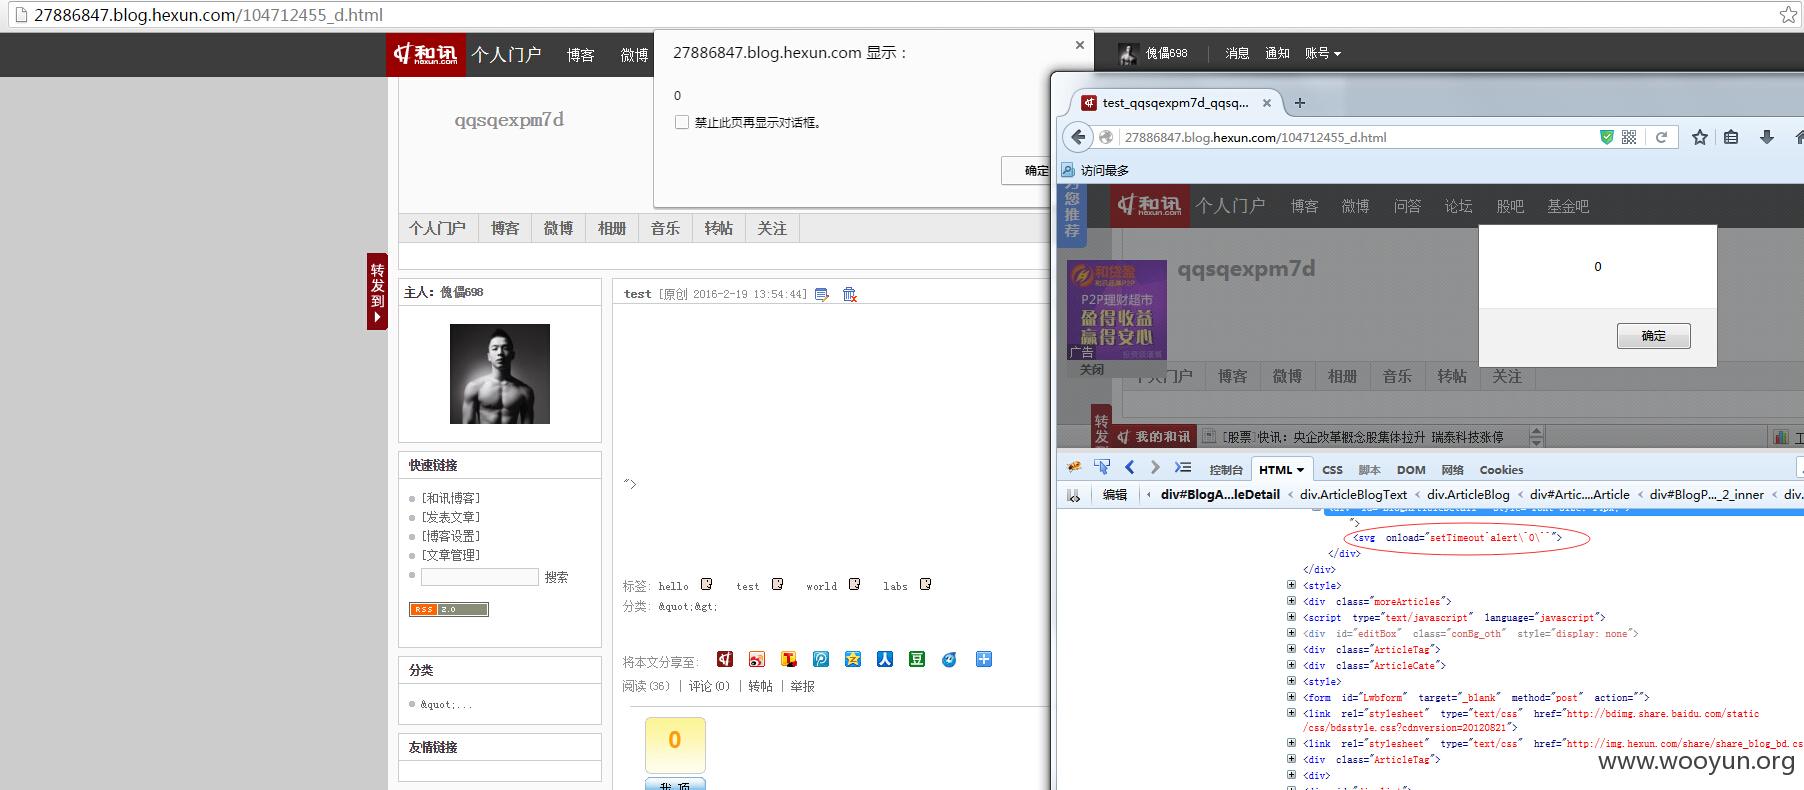 27886847.blog.hexun.com/104712455_d.html
和讯 hexun.com 个人门户 博客 微博
傀儡698 消息 通知 账号
27886847.blog.hexun.com 显示：
0
禁止此页再显示对话框。
确定
qqsqexpm7d
个人门户 博客 微博 相册 音乐 转帖 关注
转发到
主人：傀儡698
快速链接
[和讯博客]
[发表文章]
[博客设置]
[文章管理]
搜索
RSS 2.0
分类
&quot;...
友情链接
test [原创 2016-2-19 13:54:44]
">
标签： hello test world labs
分类： &quot;&gt;
将本文分享至：
阅读(36) | 评论(0) | 转帖 | 举报
0
我 顶
test_qqsqexpm7d_qqsq...
27886847.blog.hexun.com/104712455_d.html
访问最多
为您推荐
和讯 hexun.com 个人门户 博客 微博 问答 论坛 股吧 基金吧
qqsqexpm7d
和贷盈
P2P理财超市
盈得收益
赢得安心
广告
关闭
0
确定
个人门户 博客 微博 相册 音乐 转帖 关注
转发
我的和讯 [股票]快讯：央企改革概念股集体拉升 瑞泰科技涨停
控制台 HTML CSS 脚本 DOM 网络 Cookies
编辑 div#BlogA...leDetail < div.ArticleBlogText < div.ArticleBlog < div#Artic....Article < div#BlogP..._2_inner < div.
">
<svg onload="setTimeout`alert\`0\``">
</div>
</div>
<style>
<div class="moreArticles">
<script type="text/javascript" language="javascript">
<div id="editBox" class="conBg_oth" style="display: none">
<div class="ArticleTag">
<div class="ArticleCate">
<style>
<form id="Lwbform" target="_blank" method="post" action="">
<link rel="stylesheet" type="text/css" href="http://bdimg.share.baidu.com/static
/css/bdsstyle.css?cdnversion=20120821">
<link rel="stylesheet" type="text/css" href="http://img.hexun.com/share/share_blog_bd.cs
<div class="ArticleTag">
<div>
www.wooyun.org